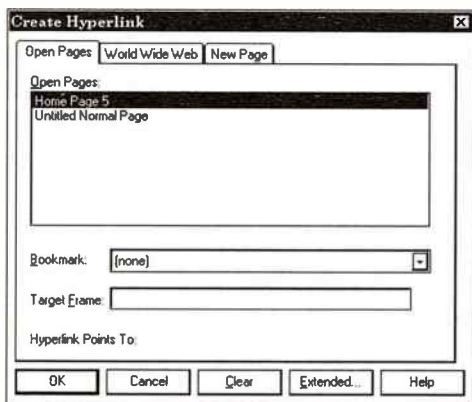 Create Hyperlink
Open Pages World Wide Web New Page
Open Pages:
Home Page 5
Untitled Normal Page
Bookmark: (none)
Target Frame:
Hyperlink Points To:
OK Cancel Clear Extended... Help